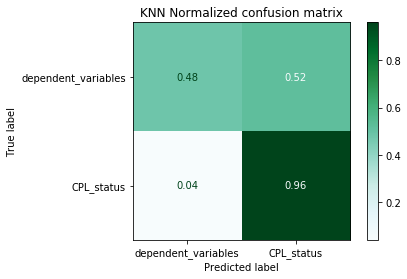 KNN Normalized confusion matrix
True label
dependent_variables
0.48
0.52
CPL_status
0.04
0.96
dependent_variables
CPL_status
Predicted label
0.8
0.6
0.4
0.2